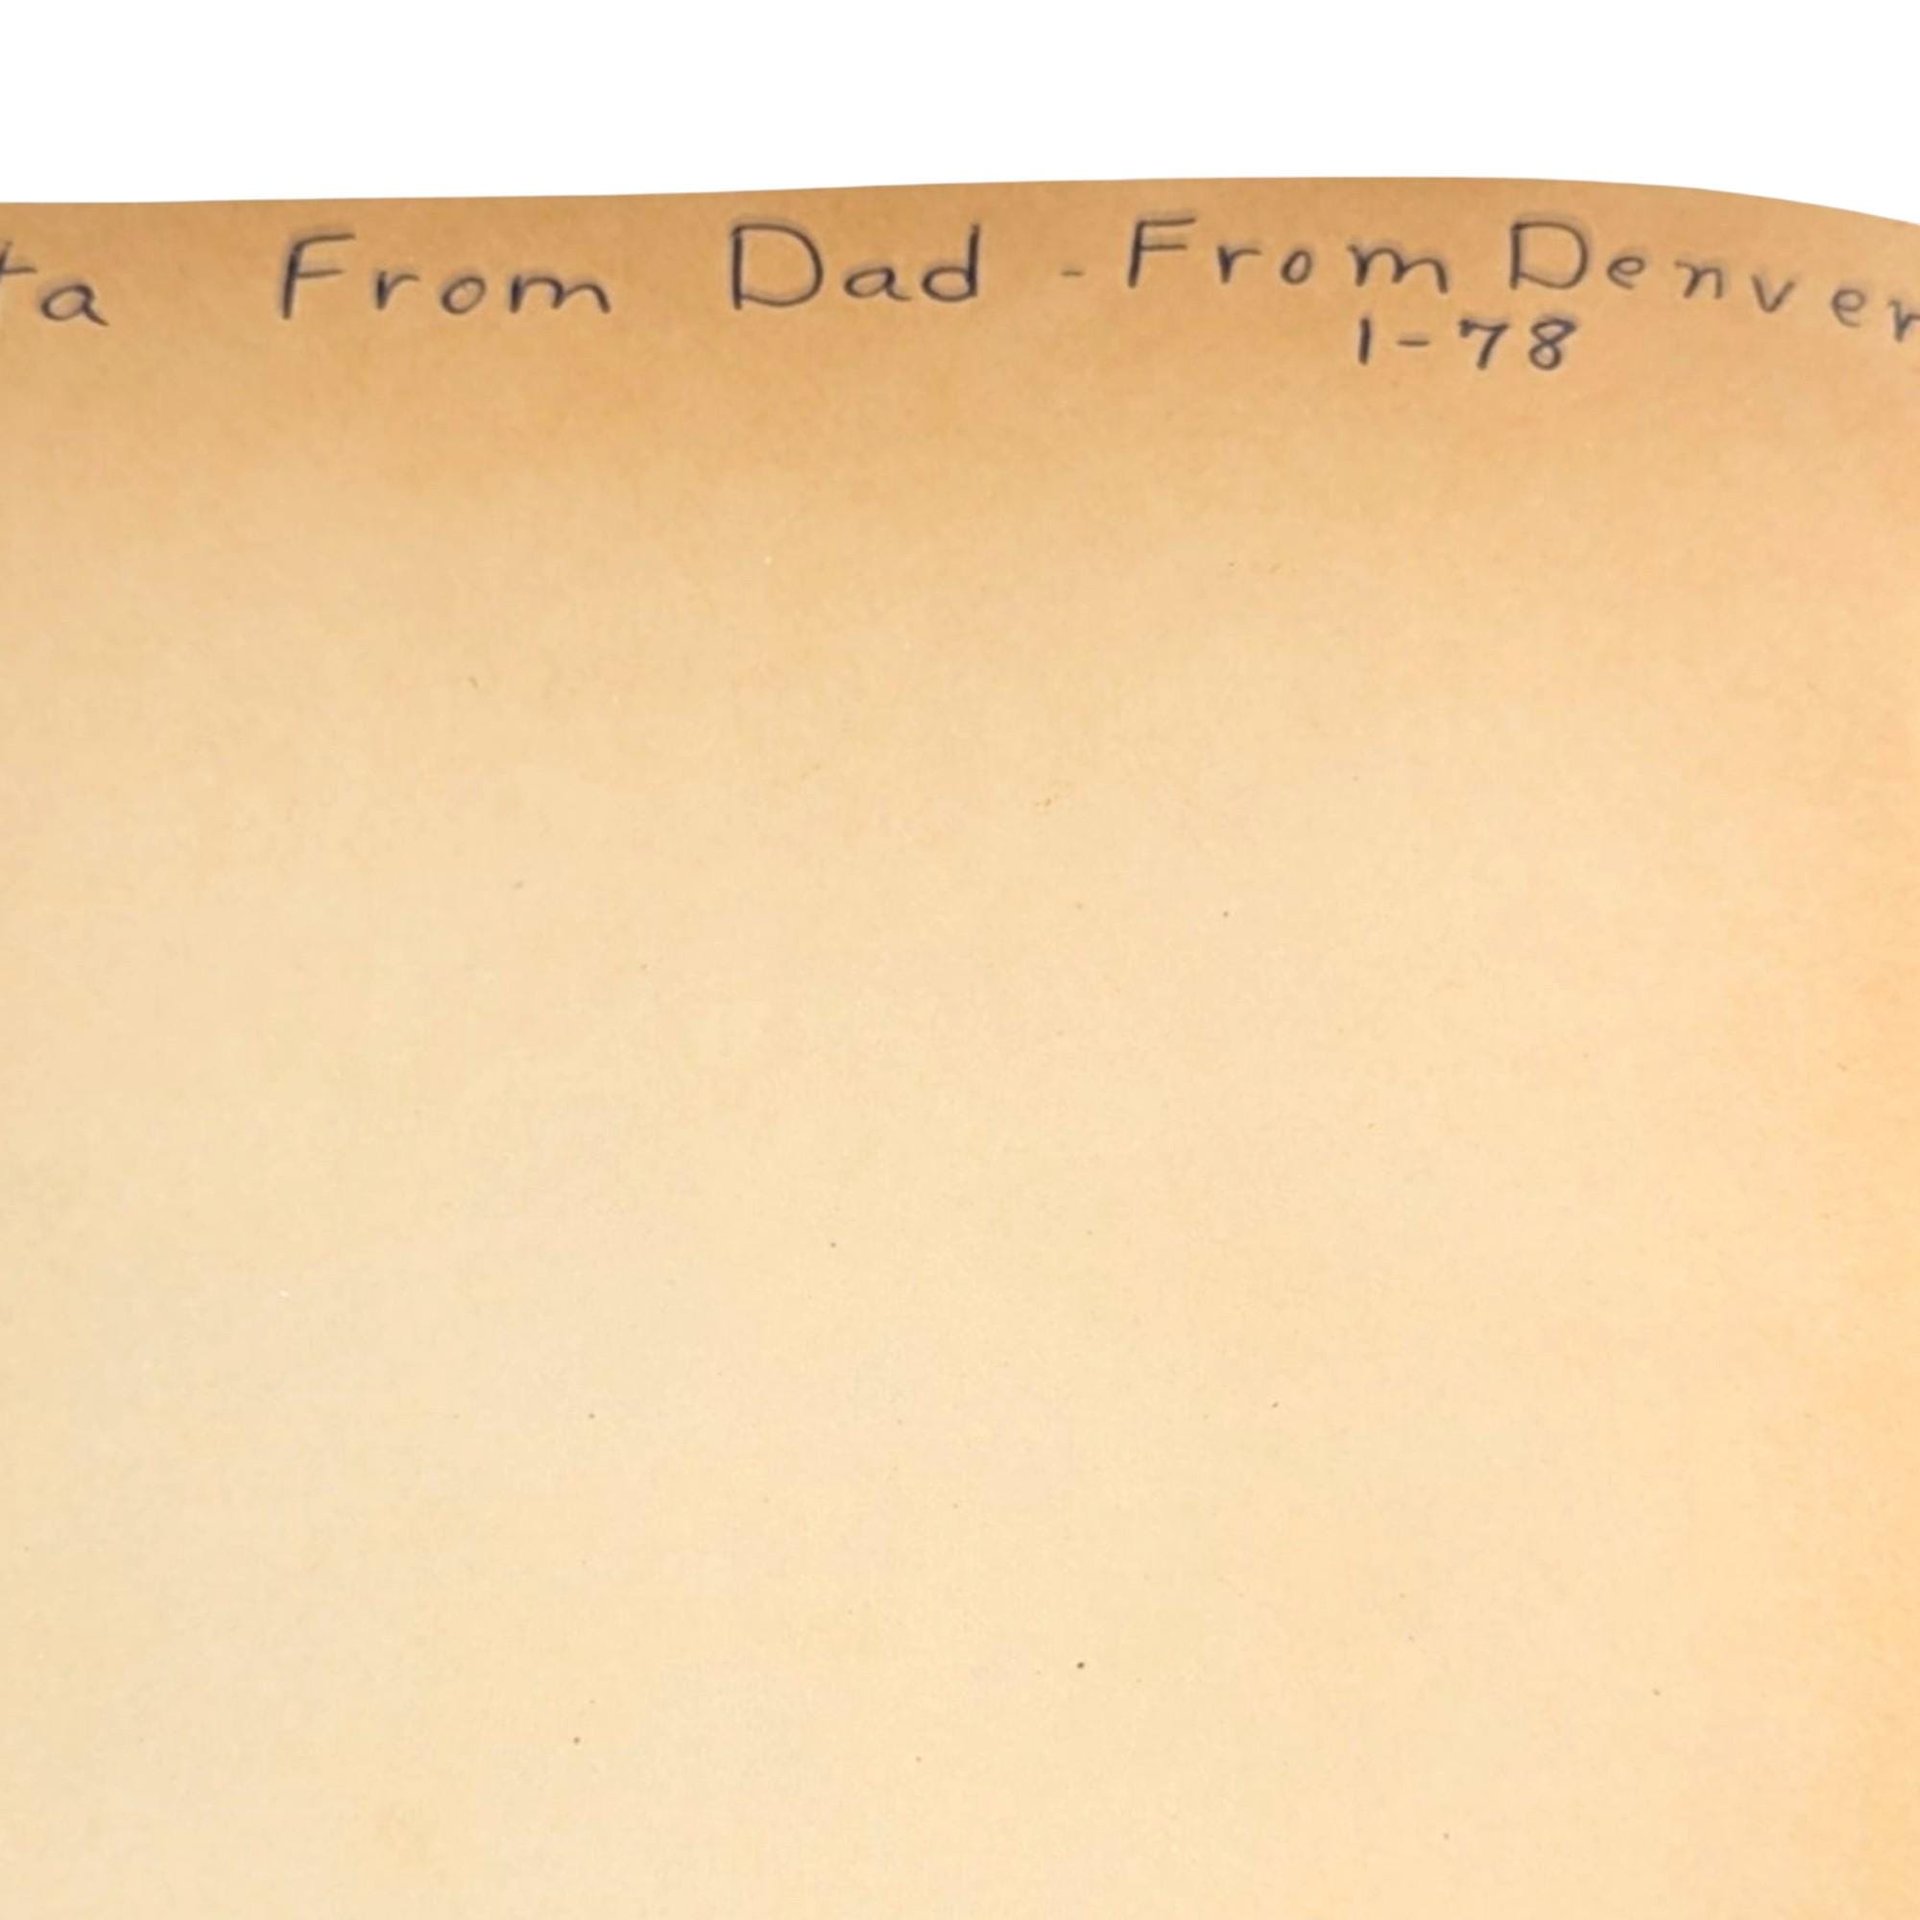 ta From Dad - From Denver
1-78